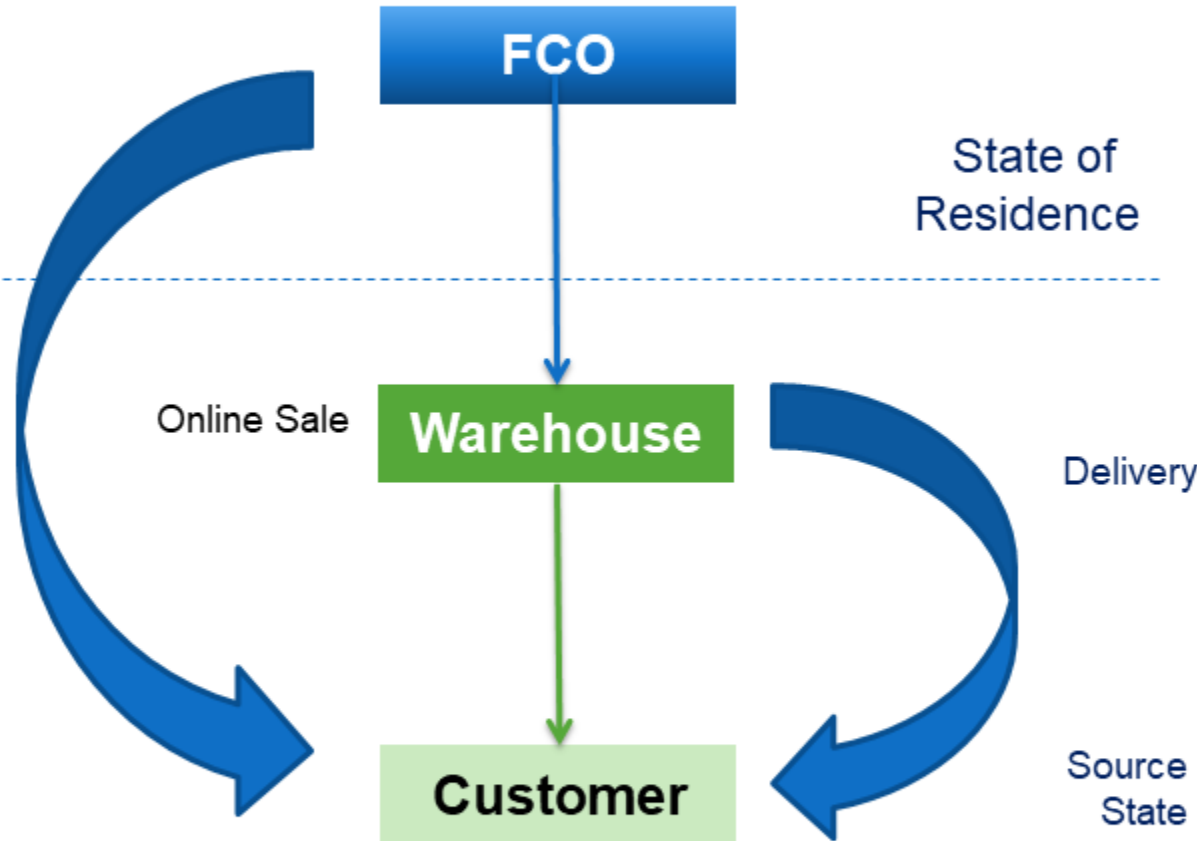 FCO
State of
Residence
Online Sale
Warehouse
Delivery
Customer
Source
State